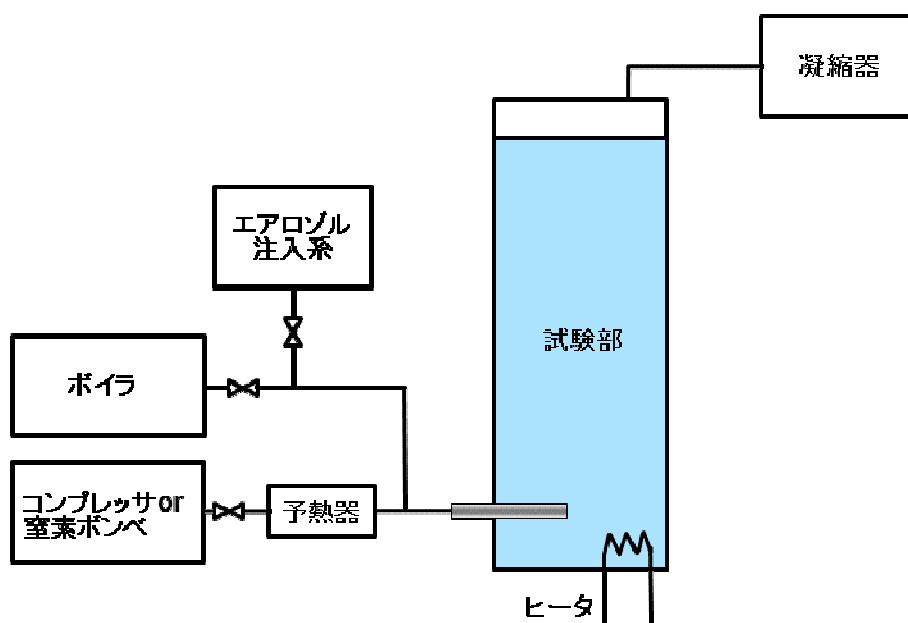 凝縮器
エアロゾル
注入系
試験部
ボイラ
コンプレッサor
窒素ボンベ
予熱器
ヒータ